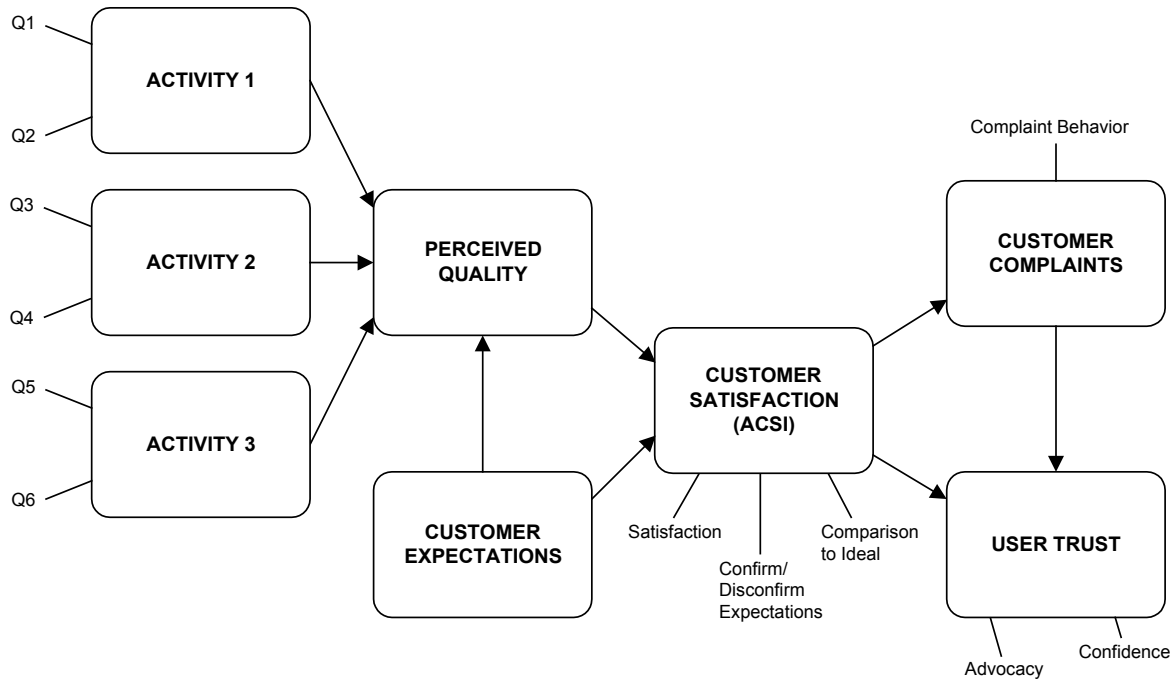 Q1
ACTIVITY 1
Q2
Q3
ACTIVITY 2
Q4
Q5
ACTIVITY 3
Q6
PERCEIVED
QUALITY
CUSTOMER
EXPECTATIONS
CUSTOMER
SATISFACTION
(ACSI)
Satisfaction
Confirm/
Disconfirm
Expectations
Comparison
to Ideal
Complaint Behavior
CUSTOMER
COMPLAINTS
USER TRUST
Advocacy
Confidence